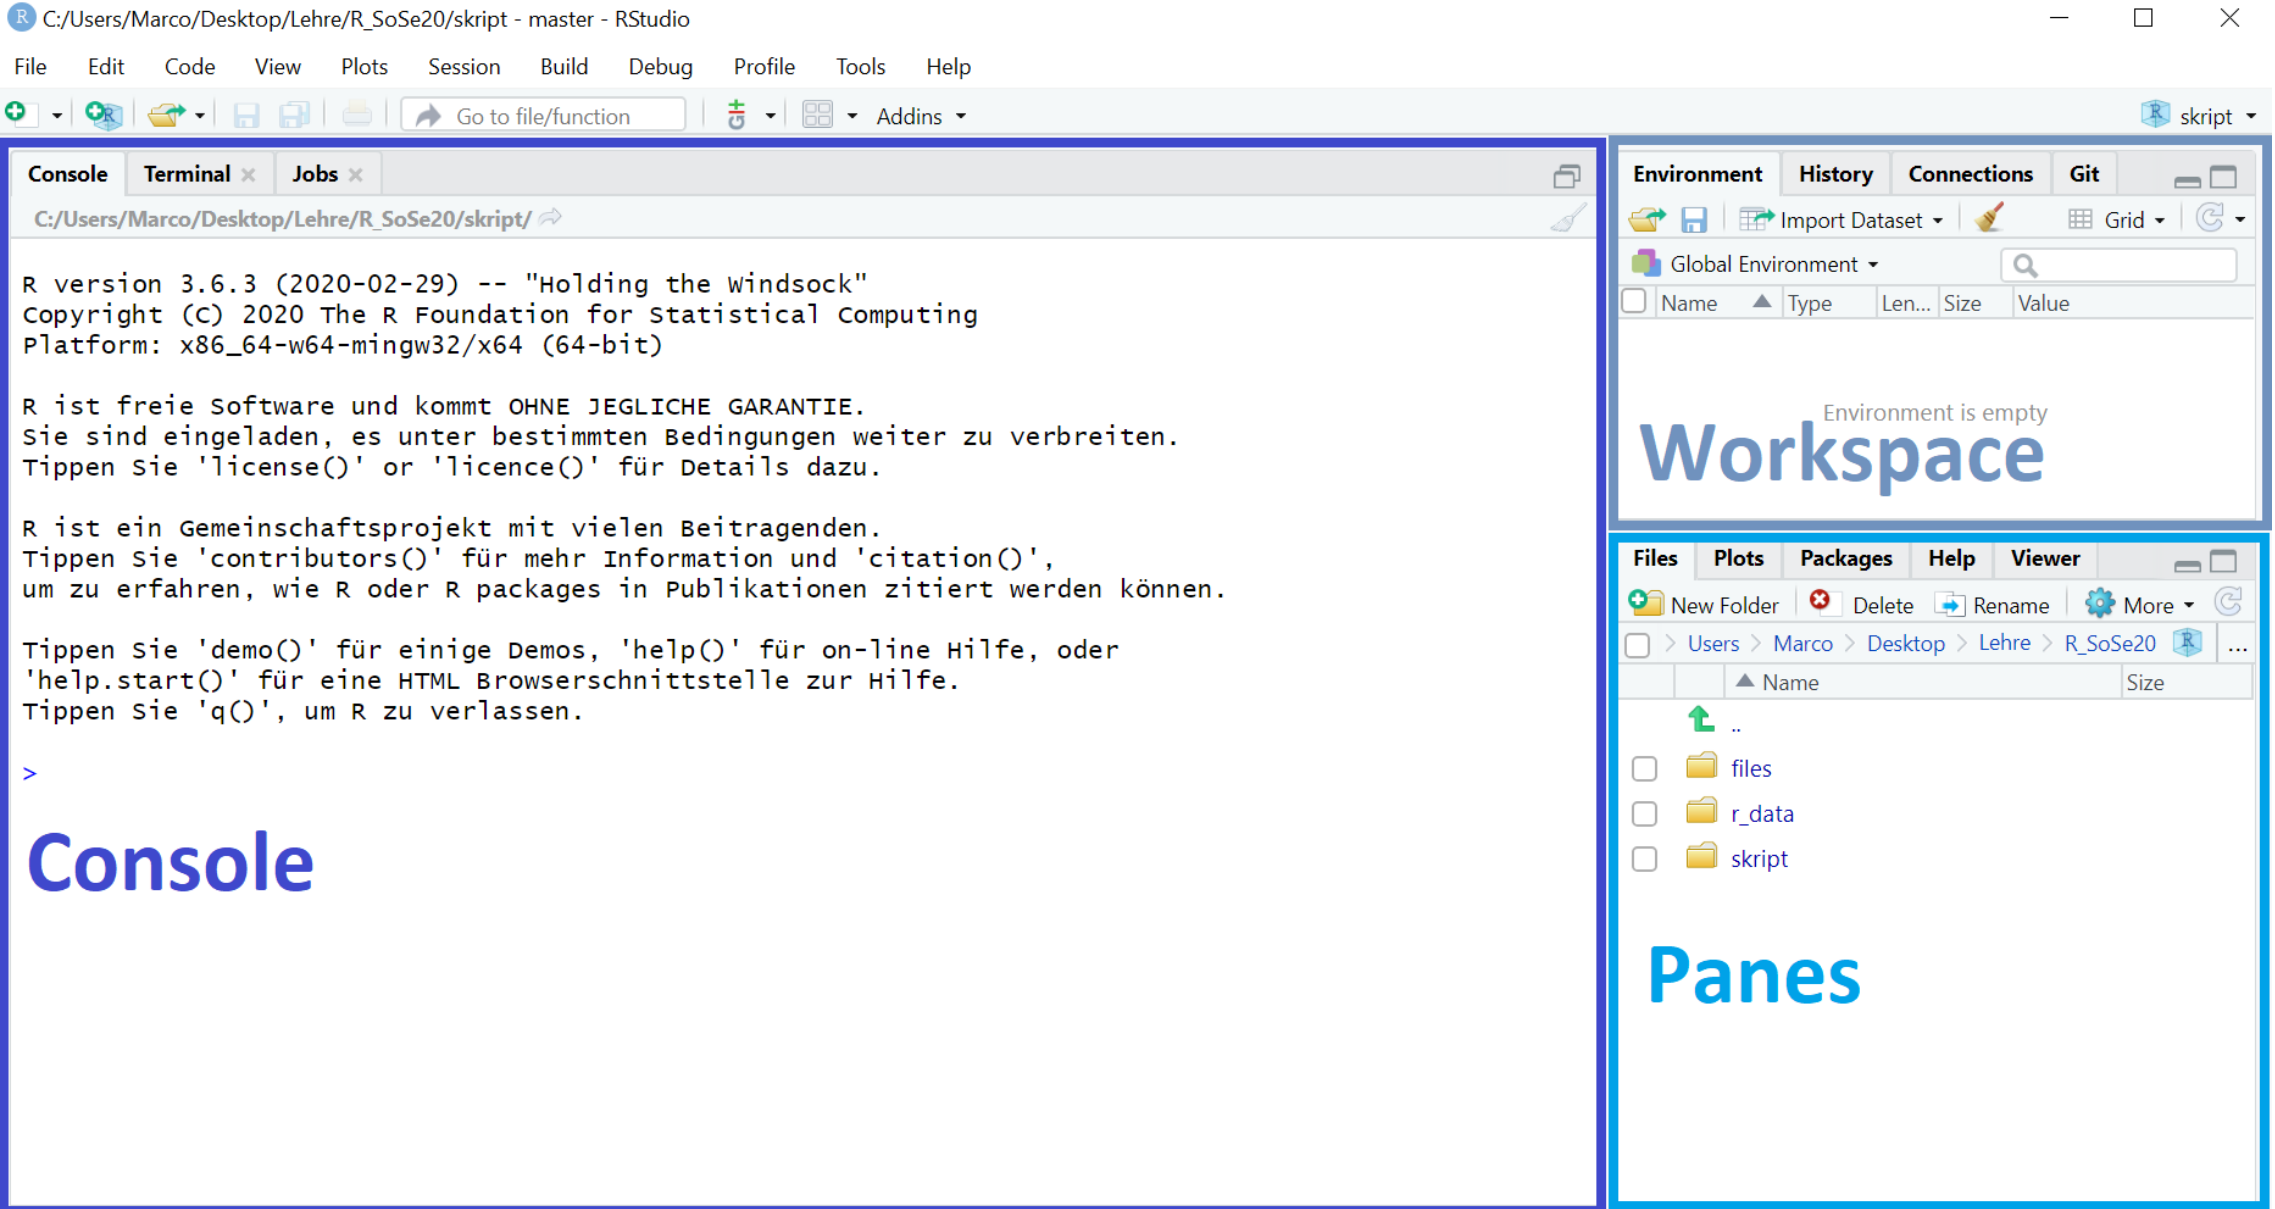 C:/Users/Marco/Desktop/Lehre/R_SoSe20/skript - master - RStudio
File Edit Code View Plots Session Build Debug Profile Tools Help
Go to file/function Addins skript
Console Terminal Jobs
C:/Users/Marco/Desktop/Lehre/R_SoSe20/skript/
R version 3.6.3 (2020-02-29) -- "Holding the Windsock"
Copyright (C) 2020 The R Foundation for Statistical Computing
Platform: x86_64-w64-mingw32/x64 (64-bit)
R ist freie Software und kommt OHNE JEGLICHE GARANTIE.
Sie sind eingeladen, es unter bestimmten Bedingungen weiter zu verbreiten.
Tippen Sie 'license()' or 'licence()' für Details dazu.
R ist ein Gemeinschaftsprojekt mit vielen Beitragenden.
Tippen Sie 'contributors()' für mehr Information und 'citation()',
um zu erfahren, wie R oder R packages in Publikationen zitiert werden können.
Tippen Sie 'demo()' für einige Demos, 'help()' für on-line Hilfe, oder
'help.start()' für eine HTML Browserschnittstelle zur Hilfe.
Tippen Sie 'q()', um R zu verlassen.
>
Console
Environment History Connections Git
Import Dataset Grid
Global Environment
Name Type Len... Size Value
Environment is empty
Workspace
Files Plots Packages Help Viewer
New Folder Delete Rename More
> Users > Marco > Desktop > Lehre > R_SoSe20 ...
Name Size
..
files
r_data
skript
Panes